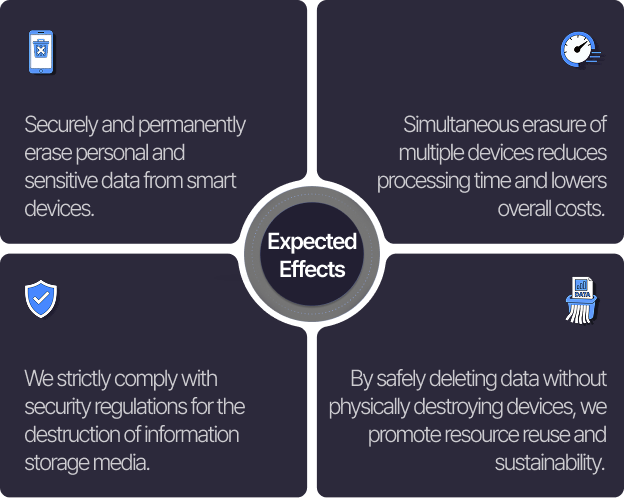 Securely and permanently
erase personal and
sensitive data from smart
devices.
Simultaneous erasure of
multiple devices reduces
processing time and lowers
overall costs.
Expected
Effects
We strictly comply with
security regulations for the
destruction of information
storage media.
DATA
By safely deleting data without
physically destroying devices, we
promote resource reuse and
sustainability.